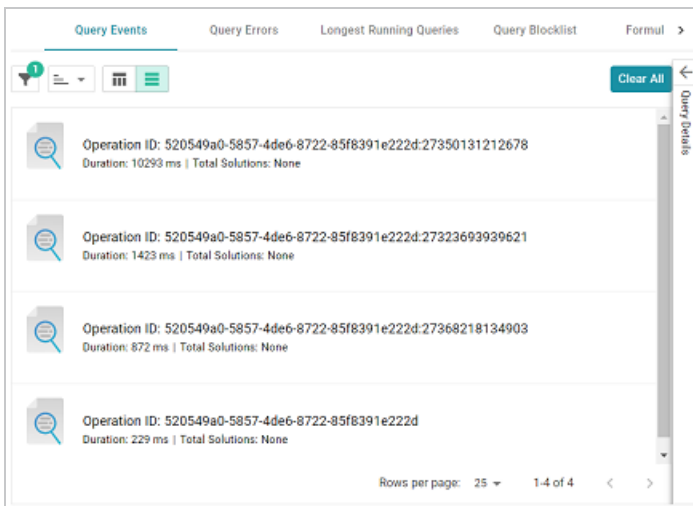 Query Events Query Errors Longest Running Queries Query Blocklist Formul
1
Clear All
Query Details
Operation ID: 520549a0-5857-4de6-8722-85f8391e222d:27350131212678
Duration: 10293 ms | Total Solutions: None
Operation ID: 520549a0-5857-4de6-8722-85f8391e222d:27323693939621
Duration: 1423 ms | Total Solutions: None
Operation ID: 520549a0-5857-4de6-8722-85f8391e222d:27368218134903
Duration: 872 ms | Total Solutions: None
Operation ID: 520549a0-5857-4de6-8722-85f8391e222d
Duration: 229 ms | Total Solutions: None
Rows per page: 25 1-4 of 4